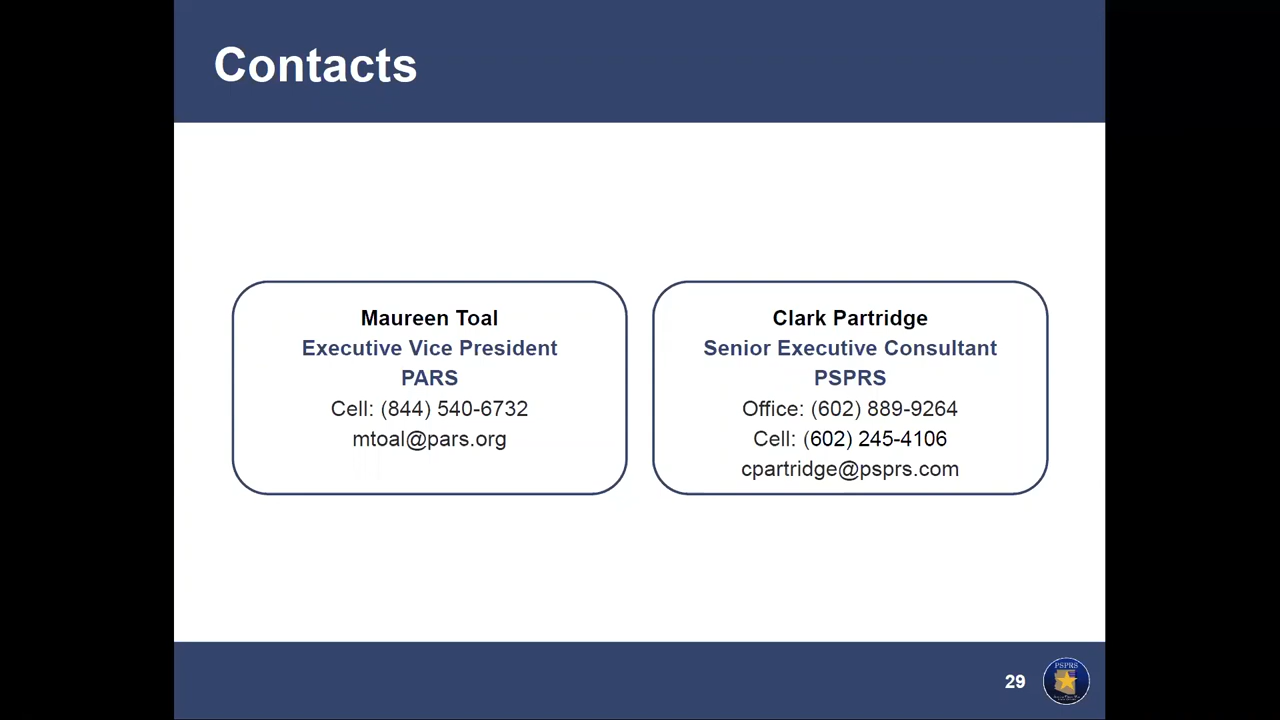 Contacts
Maureen Toal
Executive Vice President
PARS
Cell: (844) 540-6732
mtoal@pars.org
Clark Partridge
Senior Executive Consultant
PSPRS
Office: (602) 889-9264
Cell: (602) 245-4106
cpartridge@psprs.com
29
PSPRS